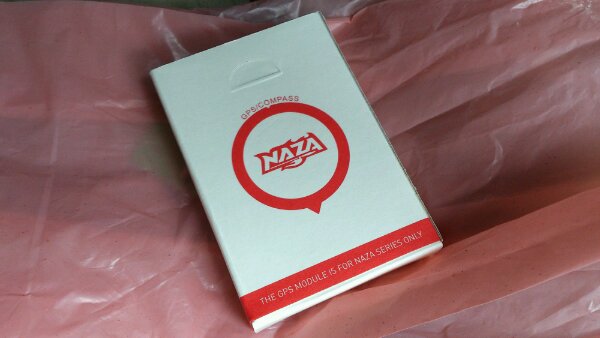 GPS/COMPASS
NAZA
THE GPS MODULE IS FOR NAZA SERIES ONLY